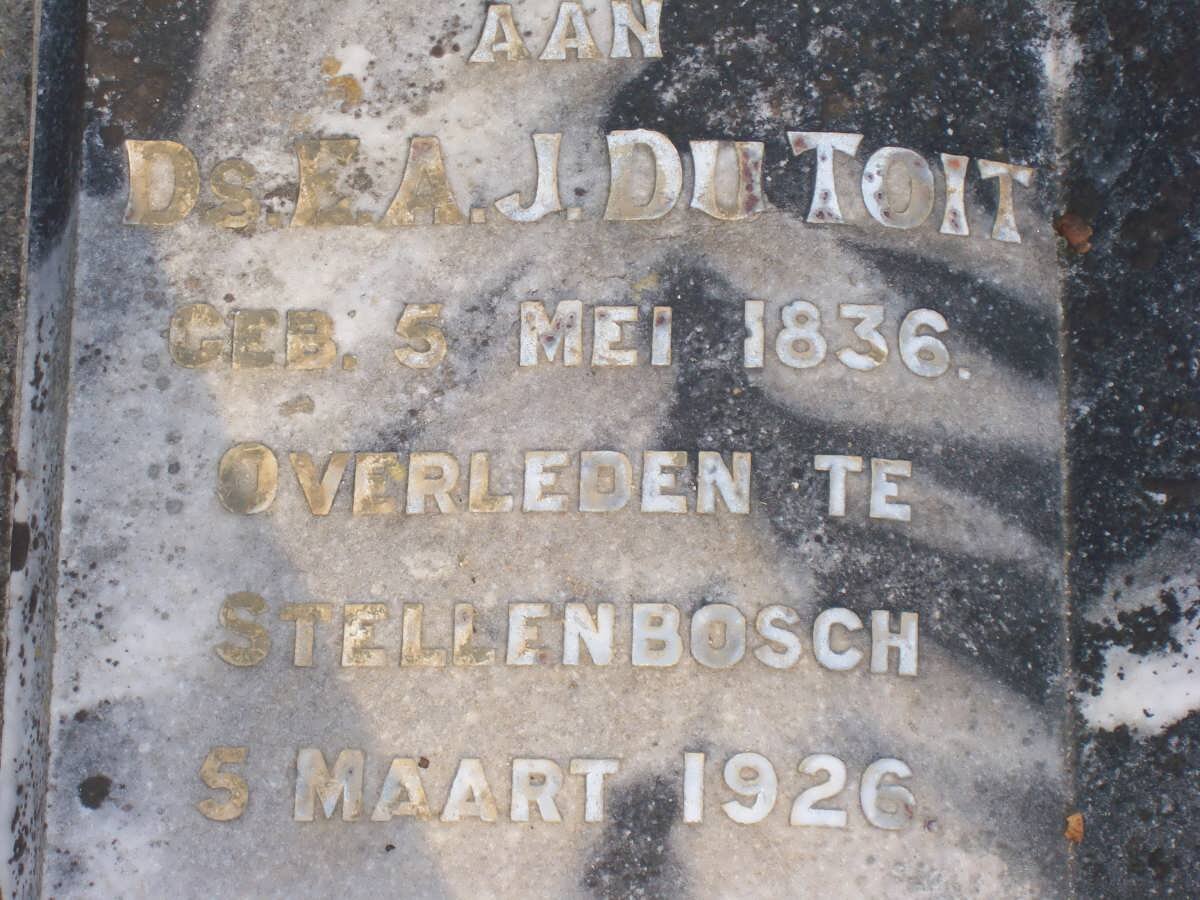 AAN
DS. E.A.J. DU TOIT
GEB. 5 MEI 1836.
OVERLEDEN TE
STELLENBOSCH
5 MAART 1926